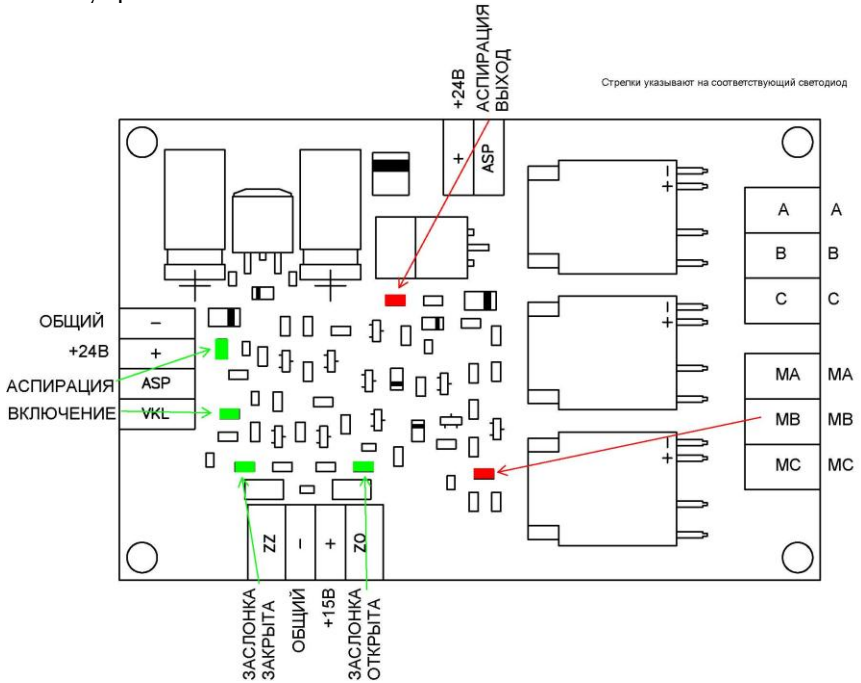 +24В
АСПИРАЦИЯ
ВЫХОД
Стрелки указывают на соответствующий светодиод
+
ASP
A
A
B
B
C
C
MA
MA
MB
MB
MC
MC
ОБЩИЙ
–
+24В
+
АСПИРАЦИЯ
ASP
ВКЛЮЧЕНИЕ
VKL
–
+
–
+
–
+
ZZ
–
+
ZO
ЗАСЛОНКА
ЗАКРЫТА
ОБЩИЙ
+15В
ЗАСЛОНКА
ОТКРЫТА